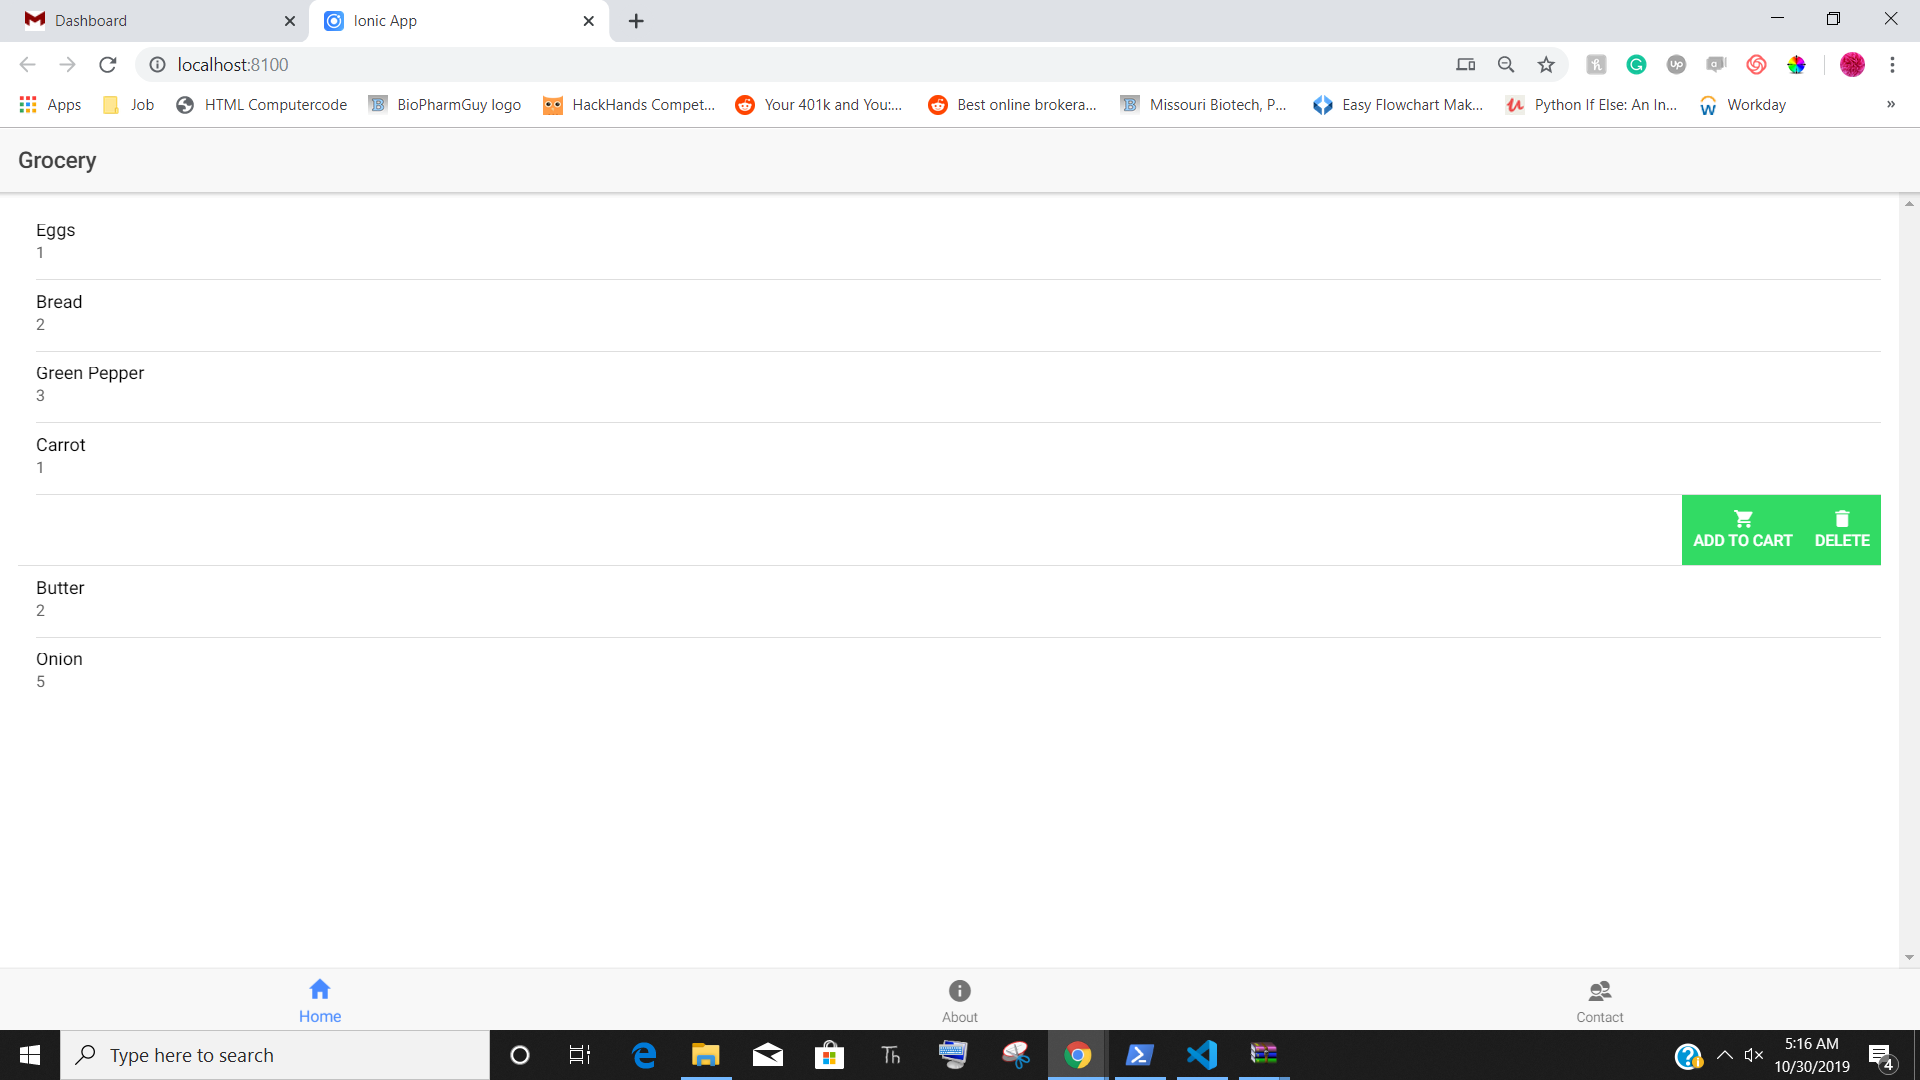 Dashboard
Ionic App
localhost:8100
Apps
Job
HTML Computercode
BioPharmGuy logo
HackHands Compet...
Your 401k and You:...
Best online brokera...
Missouri Biotech, P...
Easy Flowchart Mak...
Python If Else: An In...
Workday
»
Grocery
Eggs
1
Bread
2
Green Pepper
3
Carrot
1
ADD TO CART
DELETE
Butter
2
Onion
5
Home
About
Contact
Type here to search
Th
5:16 AM
10/30/2019
4